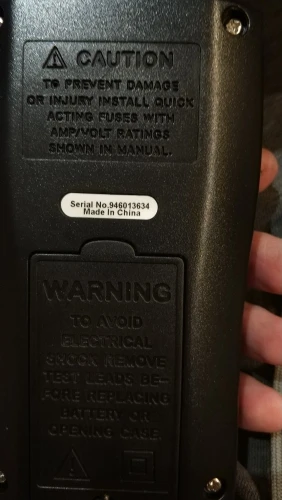 CAUTION
TO PREVENT DAMAGE
OR INJURY INSTALL QUICK
ACTING FUSES WITH
AMP/VOLT RATINGS
SHOWN IN MANUAL.
Serial No.946013634
Made In China
WARNING
TO AVOID
ELECTRICAL
SHOCK REMOVE
TEST LEADS BE-
FORE REPLACING
BATTERY OR
OPENING CASE.